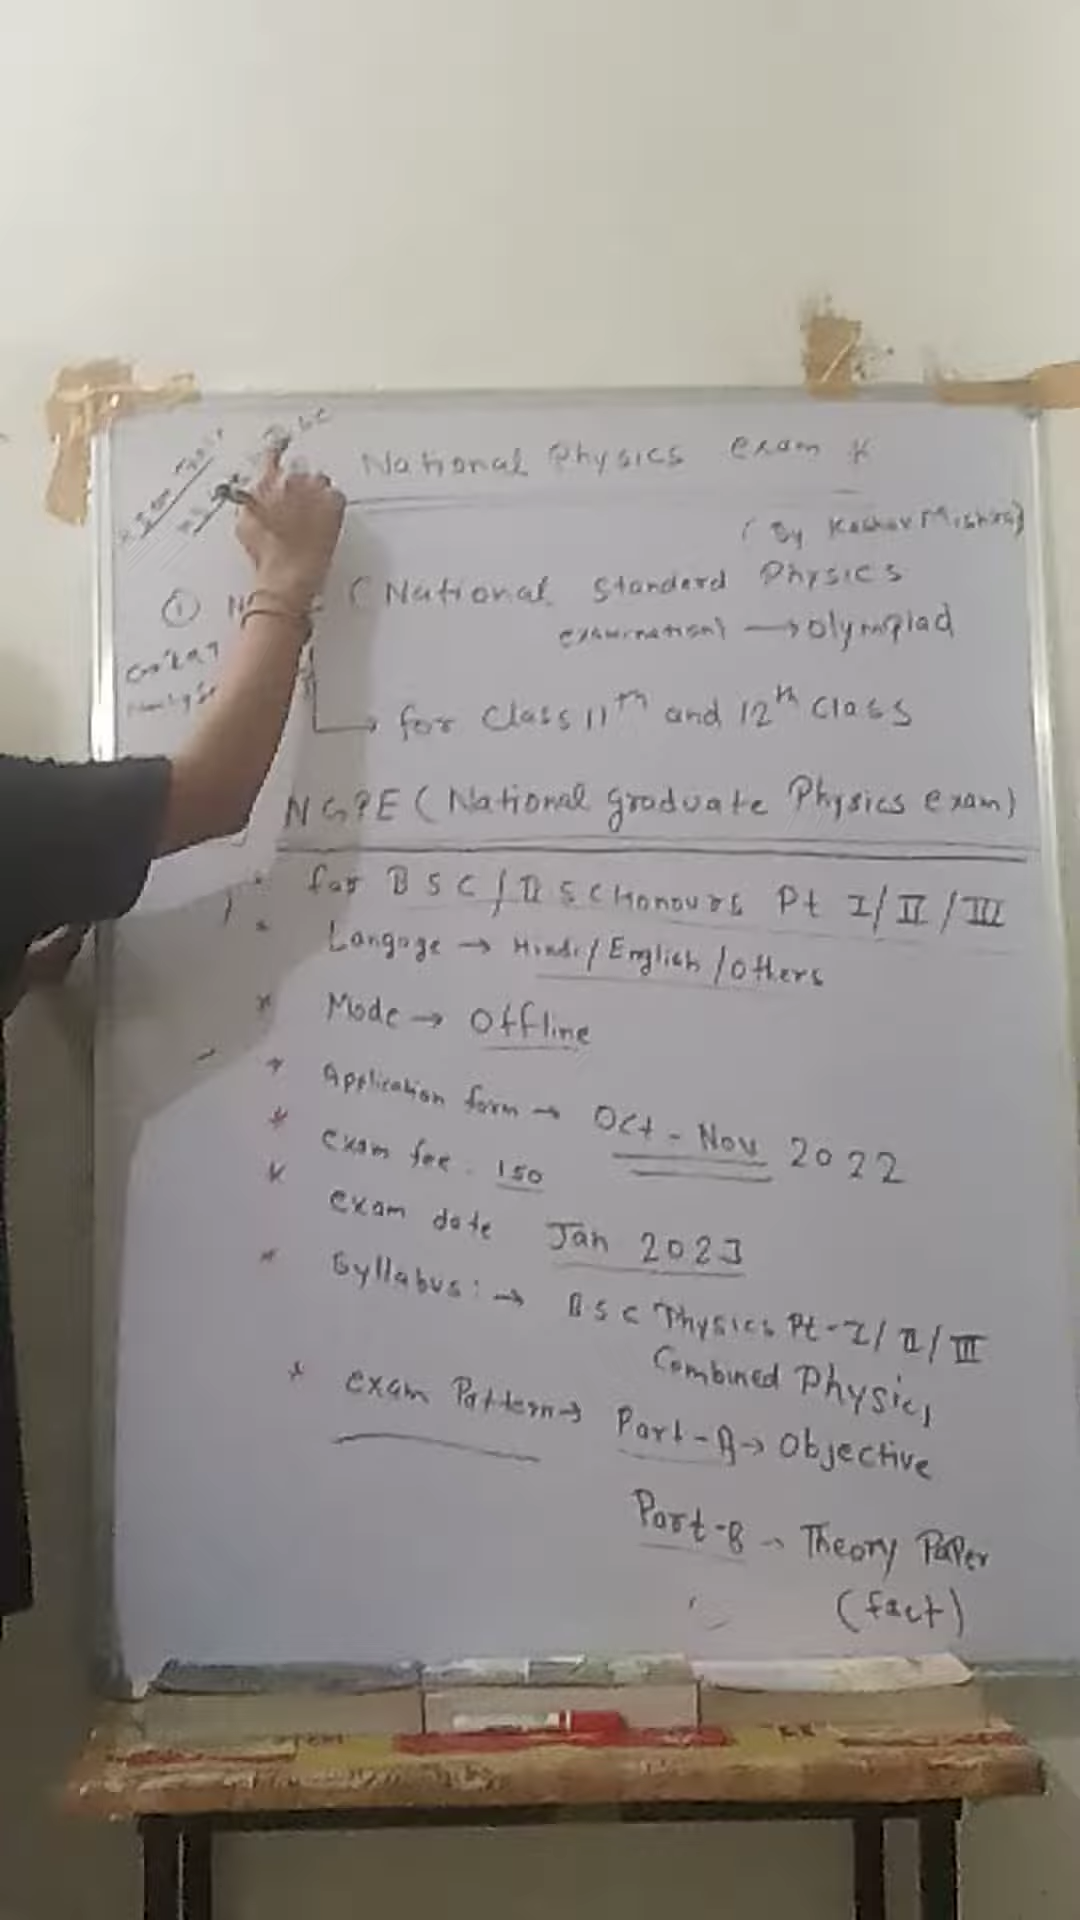 National Physics exam *
(By Keshav Mishra)
① N (National Standard Physics
examination) → Olympiad
→ for Class 11th and 12th Class
NGPE (National graduate Physics exam)
for BSC / BSC Honours Pt I/II/III
* Langage → Hindi/English/Others
* Mode → Offline
* Application form → Oct - Nov 2022
* exam fee - 150
* exam date Jan 2023
* Syllabus: → BSC Physics Pt-I/II/III
Combined Physics
* exam Pattern → Part-A → Objective
Part-B → Theory PaPer
(fact)